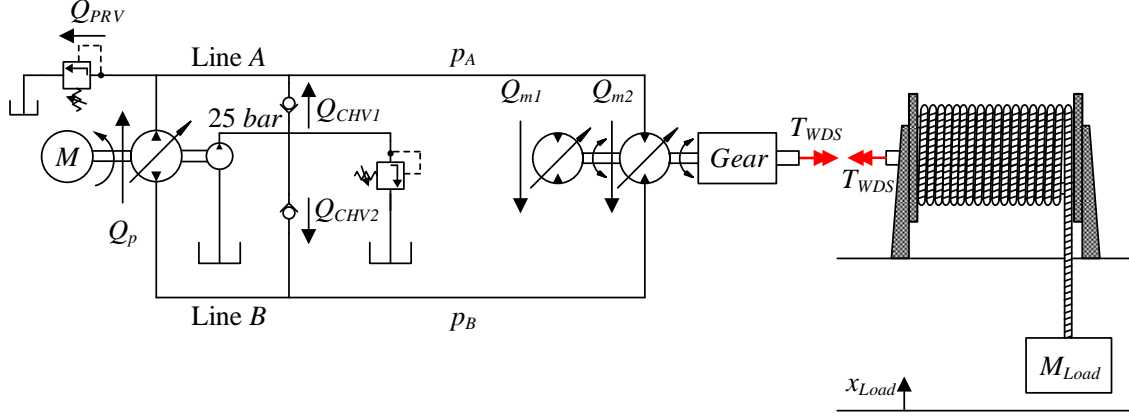 Q_PRV
Line A
p_A
Q_m1
Q_m2
25 bar
Q_CHV1
M
Gear
T_WDS
T_WDS
Q_CHV2
Q_p
Line B
p_B
M_Load
x_Load